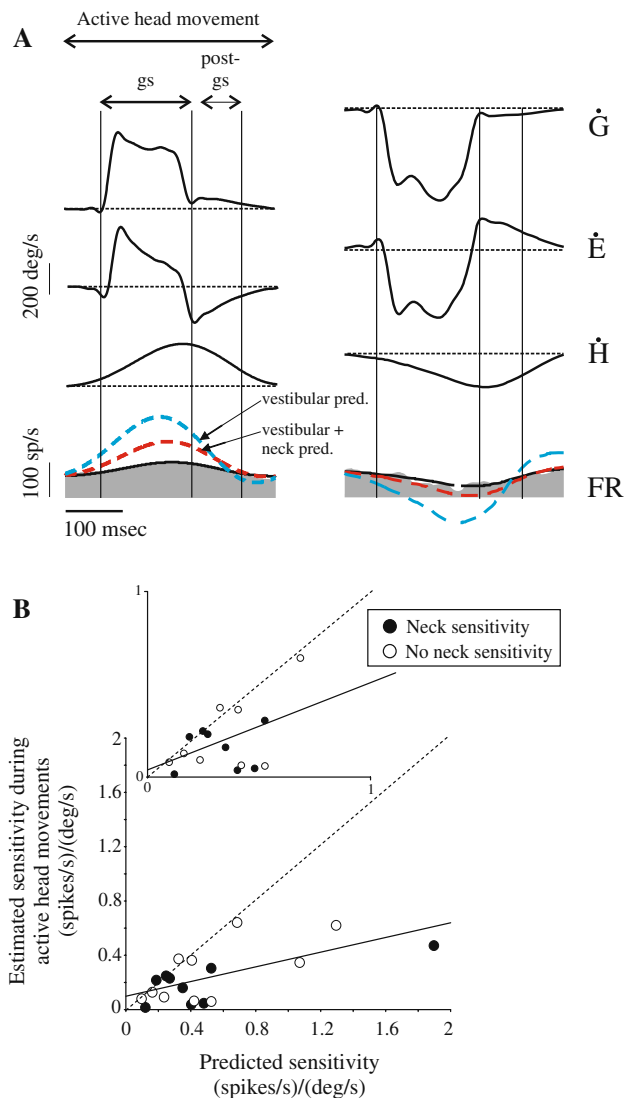 Active head movement
A
gs
post-
gs
Ġ
Ė
Ḣ
FR
200 deg/s
100 sp/s
vestibular pred.
vestibular +
neck pred.
100 msec
B
Neck sensitivity
No neck sensitivity
1
0
0
1
Estimated sensitivity during
active head movements
(spikes/s)/(deg/s)
2
1.6
1.2
0.8
0.4
0
0
0.4
0.8
1.2
1.6
2
Predicted sensitivity
(spikes/s)/(deg/s)